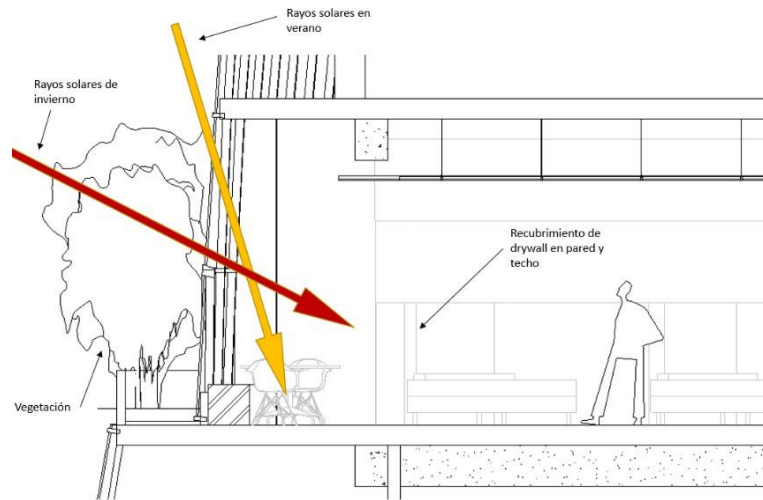 Rayos solares en
verano
Rayos solares de
invierno
Recubrimiento de
drywall en pared y
techo
Vegetación